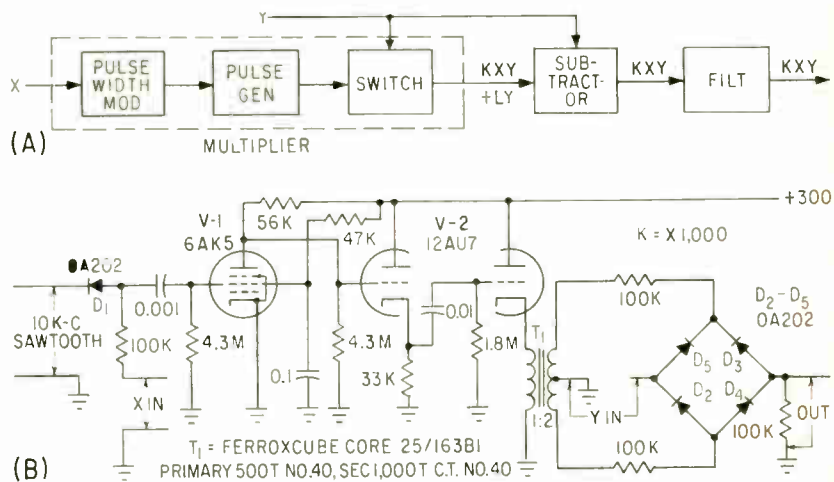 Y
X
PULSE
WIDTH
MOD
PULSE
GEN
SWITCH
KXY
+LY
SUB-
TRACT-
OR
KXY
FILT
KXY
MULTIPLIER
(A)
+300
V-1
6AK5
56K
47K
V-2
12AU7
K = X 1,000
0A202
D1
0.001
10K-C
SAWTOOTH
100K
X IN
4.3M
0.1
4.3M
33K
0.01
1.8M
T1
1:2
100K
D2-D5
0A202
D5
D3
D2
D4
Y IN
100K
100K
OUT
T1 = FERROXCUBE CORE 25/163B1
PRIMARY 500T NO.40, SEC 1,000T C.T. NO.40
(B)